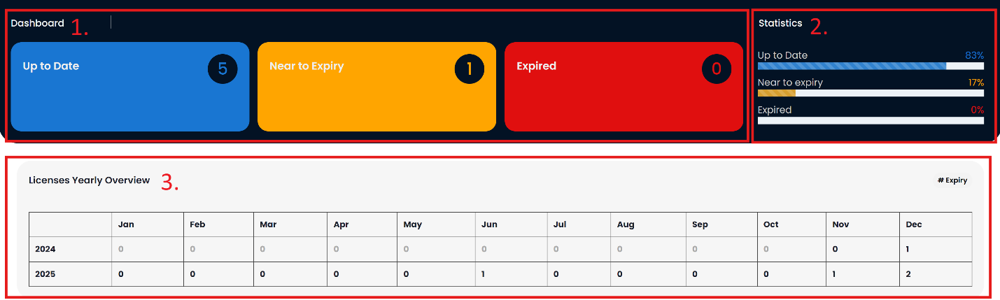 Dashboard 1.
Up to Date 5
Near to Expiry 1
Expired 0
Statistics 2.
Up to Date 83%
Near to expiry 17%
Expired 0%
Licenses Yearly Overview 3. # Expiry
Jan Feb Mar Apr May Jun Jul Aug Sep Oct Nov Dec
2024 0 0 0 0 0 0 0 0 0 0 0 1
2025 0 0 0 0 0 1 0 0 0 0 1 2